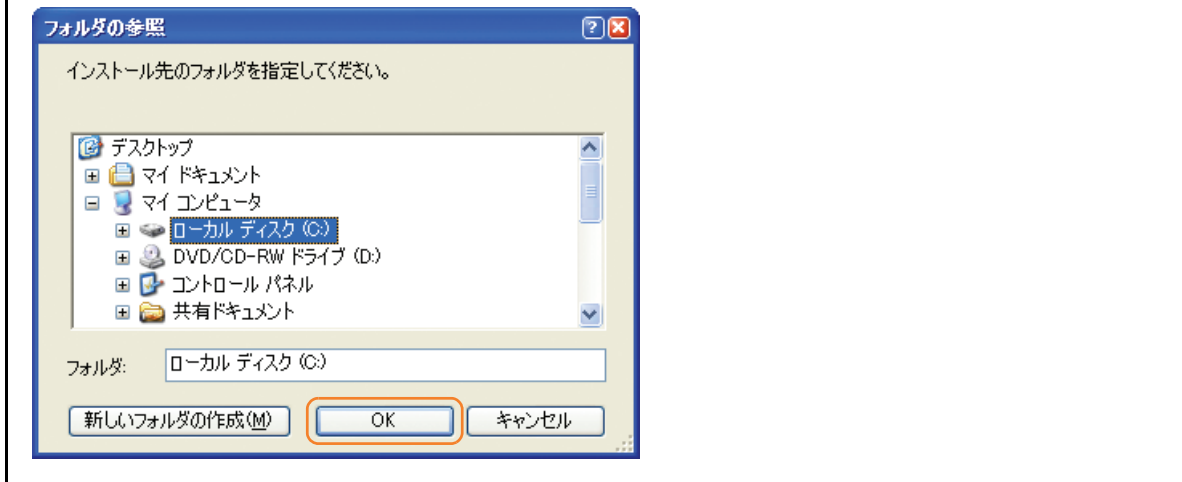 フォルダの参照
インストール先のフォルダを指定してください。
デスクトップ
マイ ドキュメント
マイ コンピュータ
ローカル ディスク (C:)
DVD/CD-RW ドライブ (D:)
コントロール パネル
共有ドキュメント
フォルダ: ローカル ディスク (C:)
新しいフォルダの作成(M) OK キャンセル